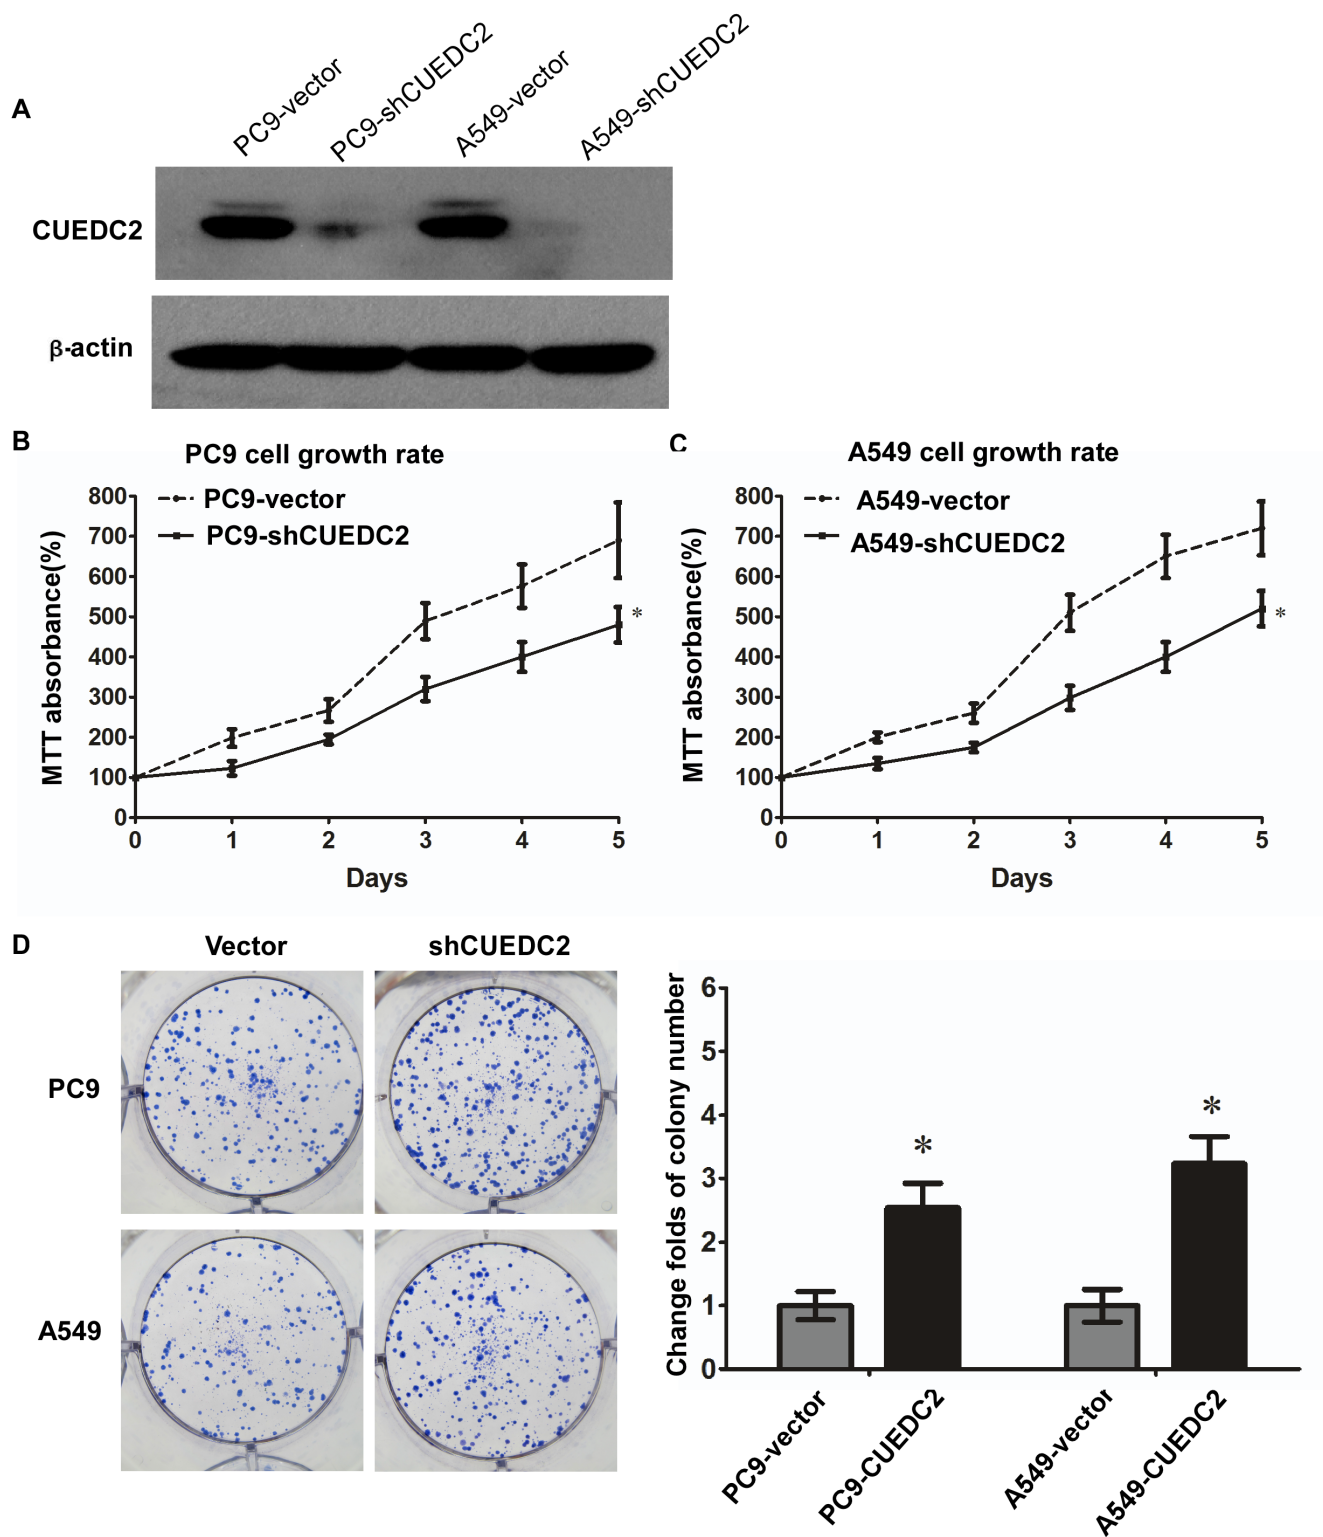 A
PC9-vector
PC9-shCUEDC2
A549-vector
A549-shCUEDC2
CUEDC2
β-actin
B
PC9 cell growth rate
PC9-vector
PC9-shCUEDC2
MTT absorbance(%)
800
700
600
500
400
300
200
100
0
*
0 1 2 3 4 5
Days
C
A549 cell growth rate
A549-vector
A549-shCUEDC2
MTT absorbance(%)
800
700
600
500
400
300
200
100
0
*
0 1 2 3 4 5
Days
D
Vector shCUEDC2
PC9
A549
Change folds of colony number
6
5
4
3
2
1
0
*
*
PC9-vector
PC9-CUEDC2
A549-vector
A549-CUEDC2